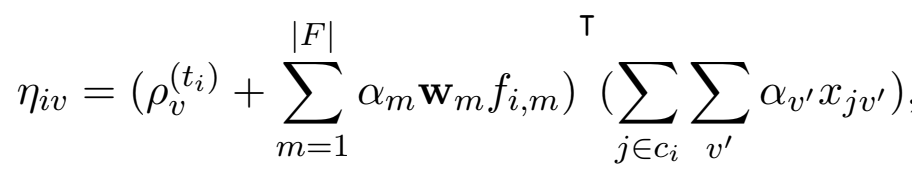 η_{iv} = (ρ_v^{(t_i)} + ∑_{m=1}^{|F|} α_m 𝐰_m f_{i,m})^⊤ (∑_{j∈c_i} ∑_{v′} α_{v′} x_{jv′}),